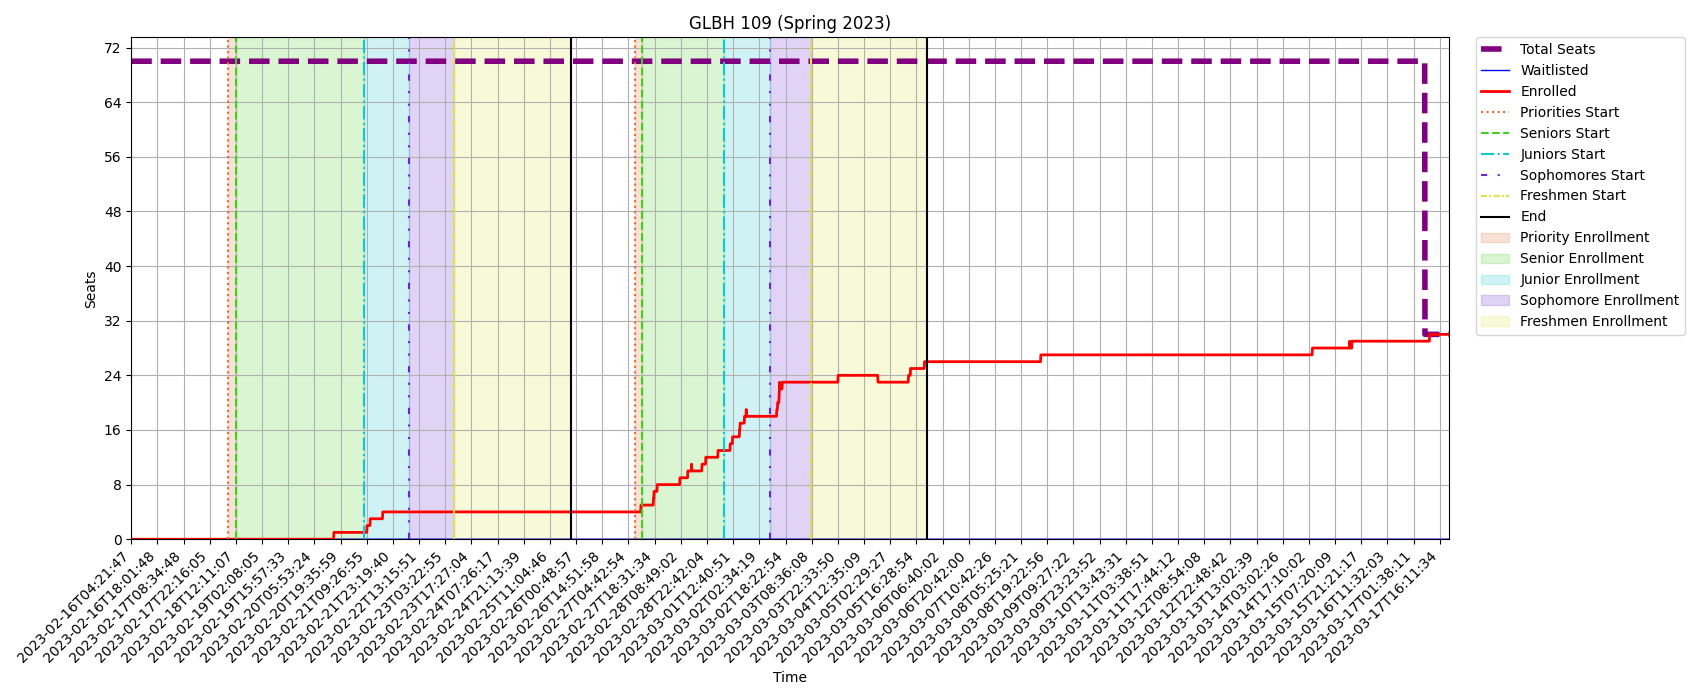 GLBH 109 (Spring 2023)
72
64
56
48
40
32
24
16
8
0
Seats
2023-02-16T04:21:47
2023-02-16T18:01:48
2023-02-17T08:34:48
2023-02-17T22:16:05
2023-02-18T12:11:07
2023-02-19T02:08:05
2023-02-19T15:57:33
2023-02-20T05:53:24
2023-02-20T19:35:59
2023-02-21T09:26:55
2023-02-21T23:19:40
2023-02-22T13:15:51
2023-02-23T03:22:55
2023-02-23T17:27:04
2023-02-24T07:26:17
2023-02-24T21:13:39
2023-02-25T11:04:46
2023-02-26T00:48:57
2023-02-26T14:51:58
2023-02-27T04:42:54
2023-02-27T18:31:34
2023-02-28T08:49:02
2023-02-28T22:42:04
2023-03-01T12:40:51
2023-03-02T02:34:19
2023-03-02T18:22:54
2023-03-03T08:36:08
2023-03-03T22:33:50
2023-03-04T12:35:09
2023-03-05T02:29:27
2023-03-05T16:28:54
2023-03-06T06:40:02
2023-03-06T20:42:00
2023-03-07T10:42:26
2023-03-08T05:25:21
2023-03-08T19:22:56
2023-03-09T09:27:22
2023-03-09T23:23:52
2023-03-10T13:43:31
2023-03-11T03:38:51
2023-03-11T17:44:12
2023-03-12T08:54:08
2023-03-12T22:48:42
2023-03-13T13:02:39
2023-03-14T03:02:26
2023-03-14T17:10:02
2023-03-15T07:20:09
2023-03-15T21:21:17
2023-03-16T11:32:03
2023-03-17T01:38:11
2023-03-17T16:11:34
Time
Total Seats
Waitlisted
Enrolled
Priorities Start
Seniors Start
Juniors Start
Sophomores Start
Freshmen Start
End
Priority Enrollment
Senior Enrollment
Junior Enrollment
Sophomore Enrollment
Freshmen Enrollment